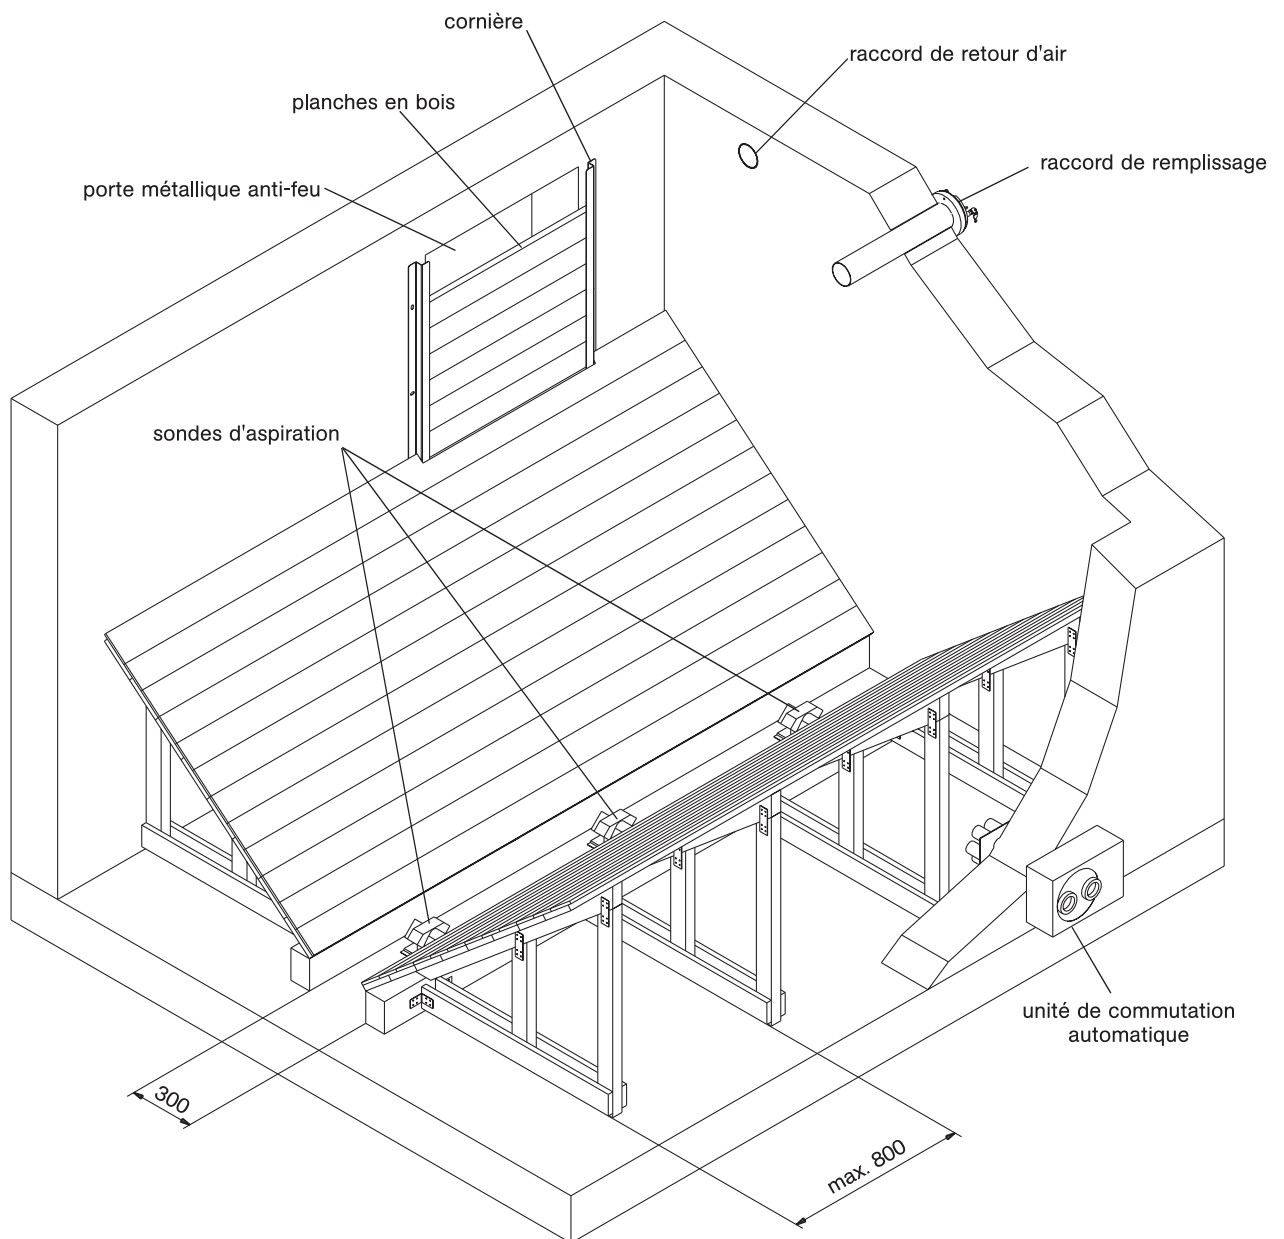 cornière
raccord de retour d'air
planches en bois
raccord de remplissage
porte métallique anti-feu
sondes d'aspiration
unité de commutation
automatique
300
max. 800